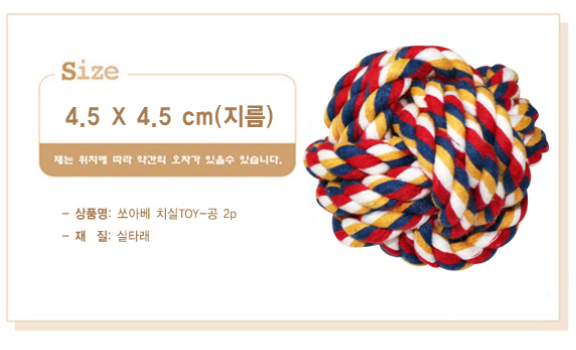 Size
4.5 X 4.5 cm(지름)
재는 위치에 따라 약간의 오차가 있을수 있습니다.
- 상품명: 쏘아베 치실TOY-공 2p
- 재 질: 실타래